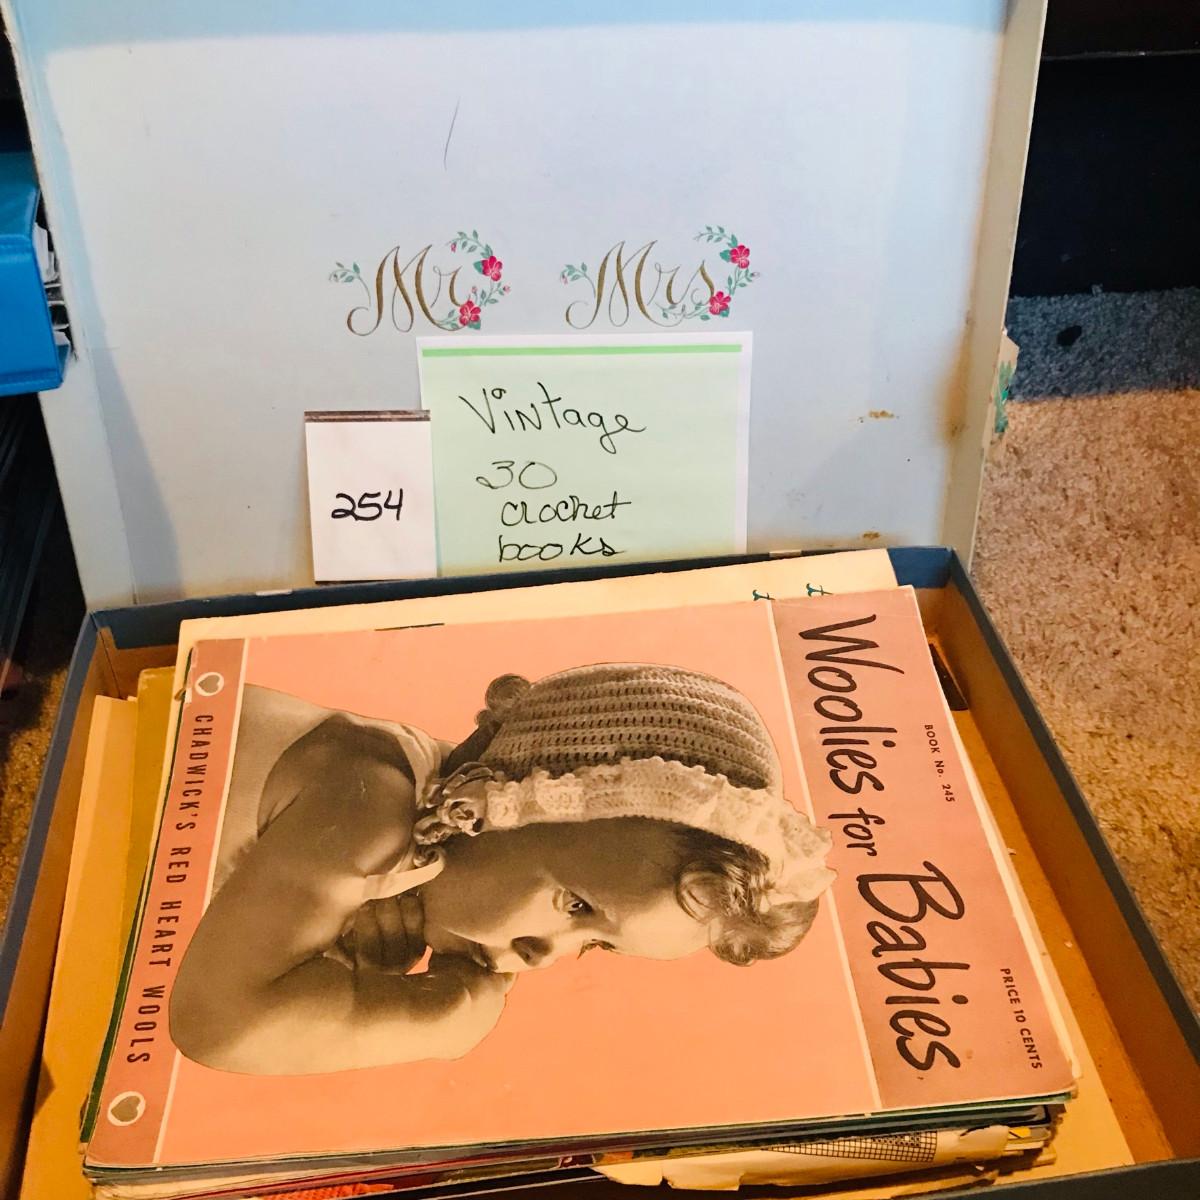 Mr Mrs
Vintage
30
crochet
books
254
Woolies for Babies
BOOK No. 245
PRICE 10 CENTS
CHADWICK'S RED HEART WOOLS